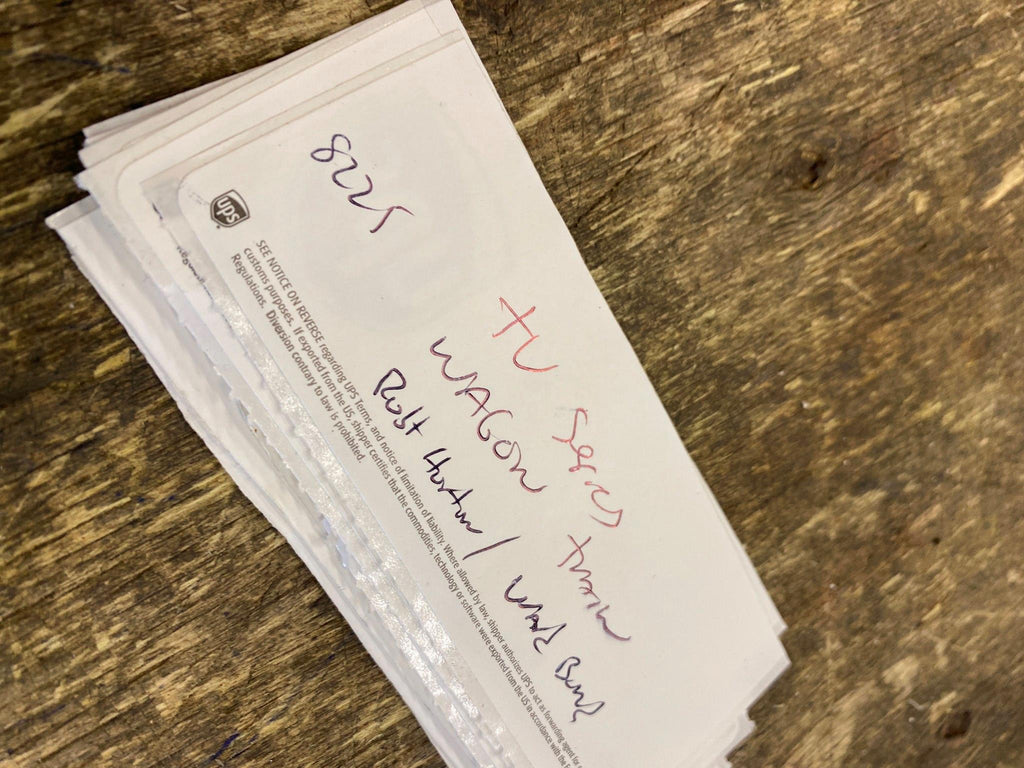 8225
TV Series
WAGON train
Robt Horton / WARd Bond
ups
SEE NOTICE ON REVERSE regarding UPS Terms, and notice of limitation of liability. Where allowed by law, shipper authorizes UPS to act as forwarding agent for
customs purposes. If exported from the US, shipper certifies that the commodities, technology or software were exported from the US in accordance with the
Regulations. Diversion contrary to law is prohibited.